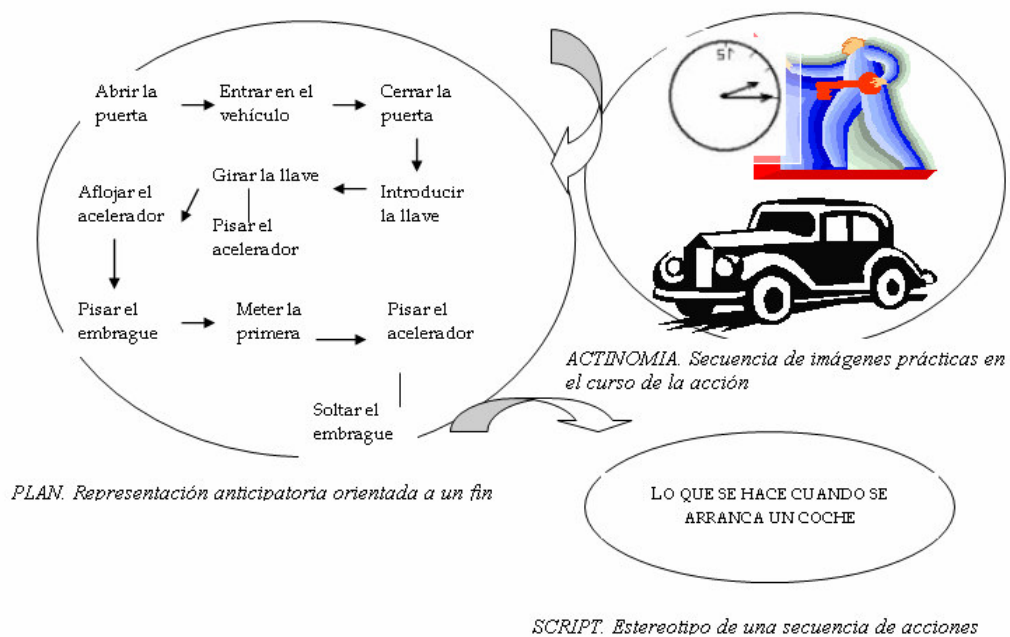 Abrir la
puerta
Entrar en el
vehículo
Cerrar la
puerta
Introducir
la llave
Girar la llave
Pisar el
acelerador
Aflojar el
acelerador
Pisar el
embrague
Meter la
primera
Pisar el
acelerador
Soltar el
embrague
PLAN. Representación anticipatoria orientada a un fin
15
ACTINOMIA. Secuencia de imágenes prácticas en
el curso de la acción
LO QUE SE HACE CUANDO SE
ARRANCA UN COCHE
SCRIPT. Estereotipo de una secuencia de acciones